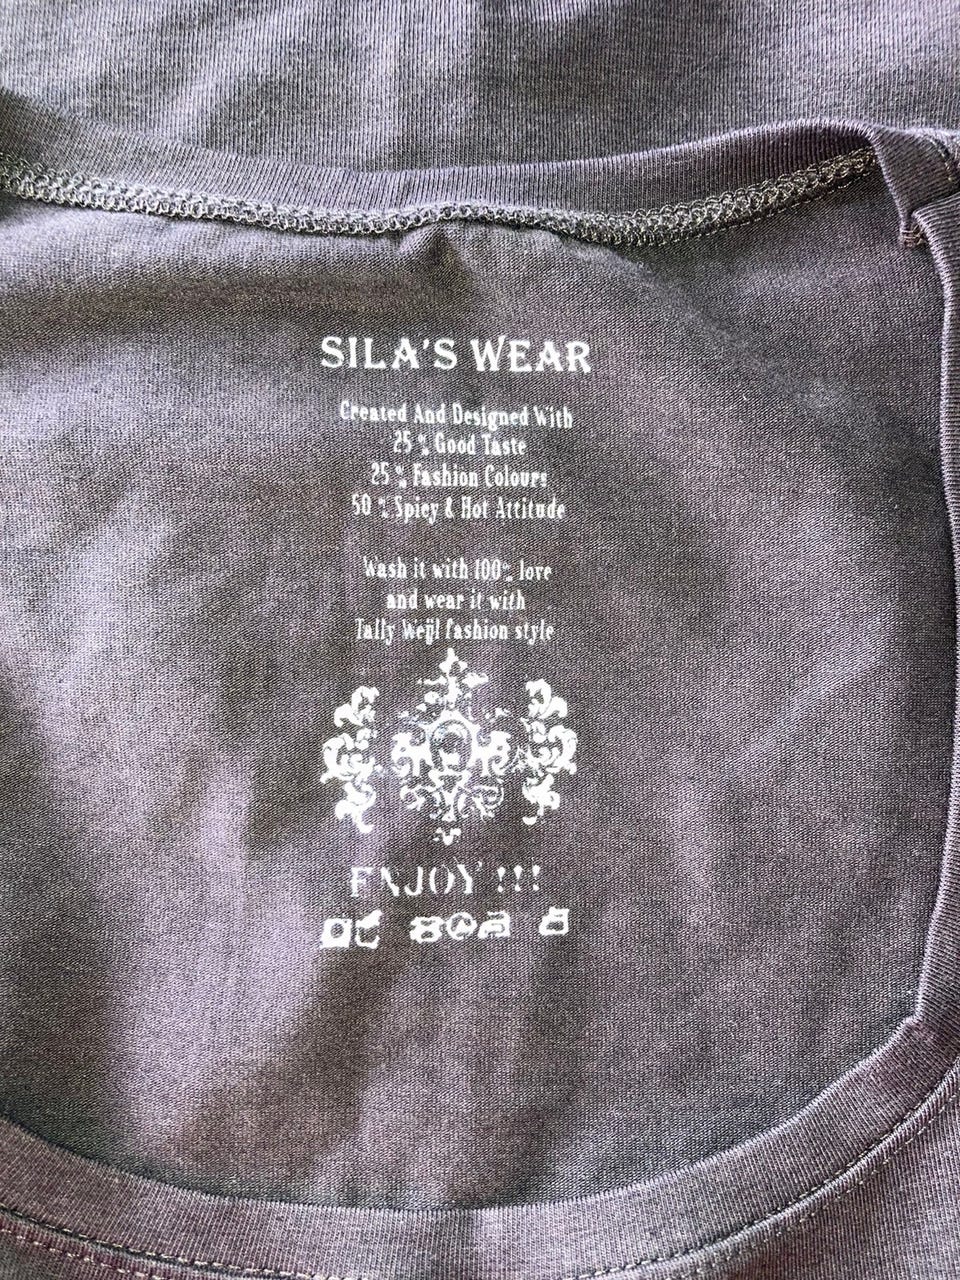 SILA'S WEAR
Created And Designed With
25 % Good Taste
25 % Fashion Colours
50 % Spicy & Hot Attitude
Wash it with 100% love
and wear it with
Tally Weijl fashion style
ENJOY !!!